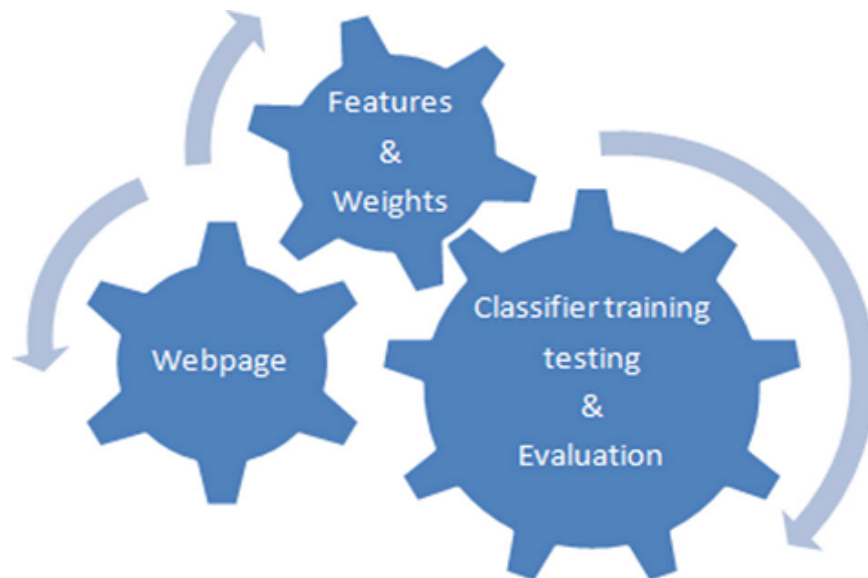 Features
&
Weights
Webpage
Classifier training
testing
&
Evaluation